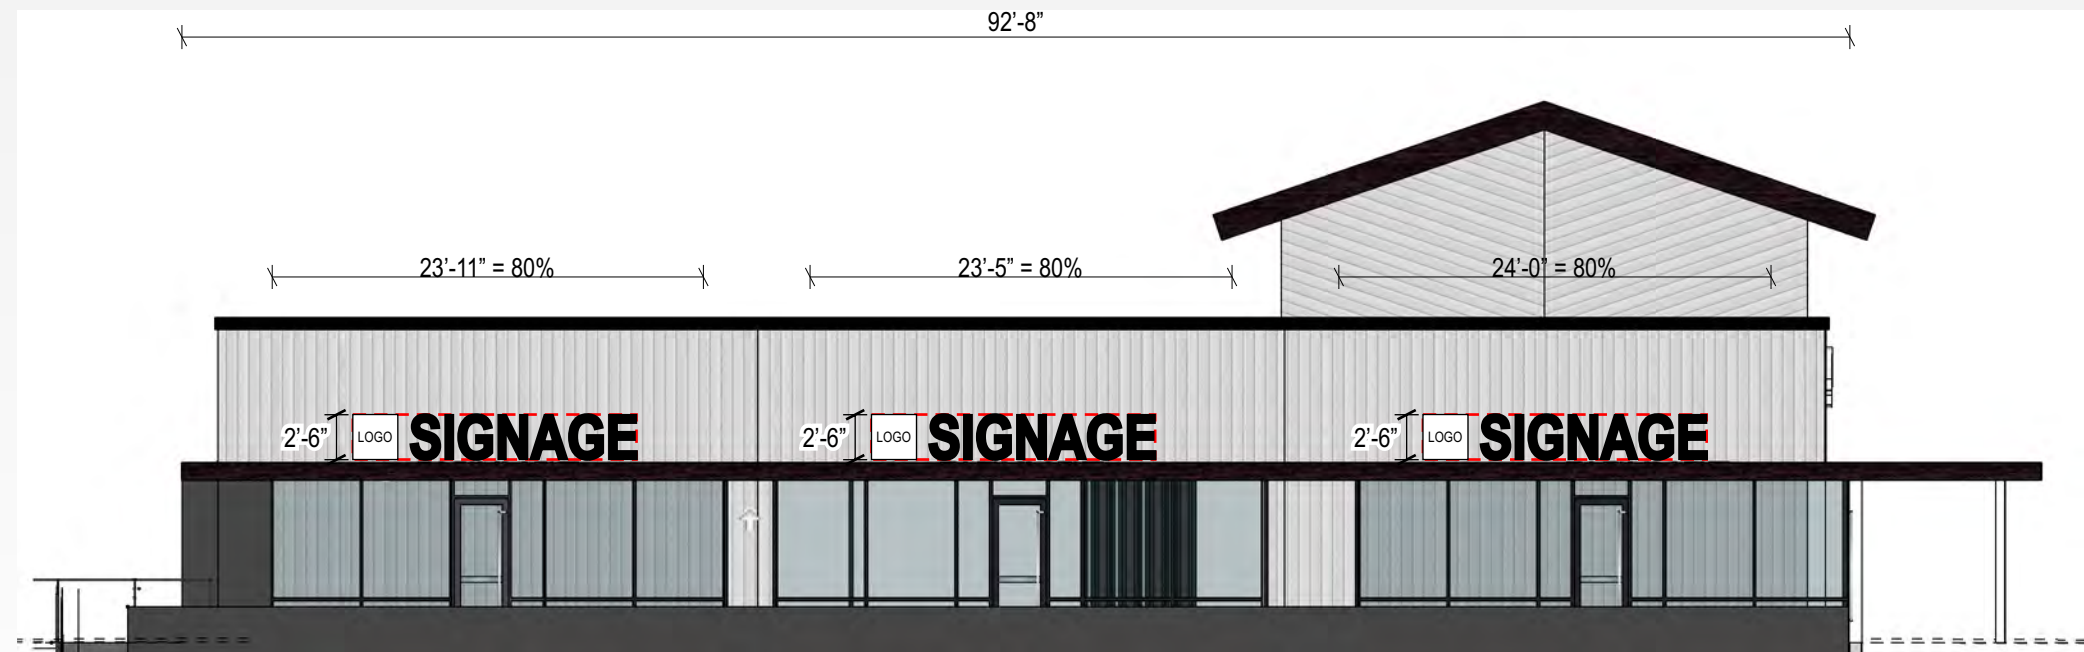 92’-8”
23’-11” = 80%
23’-5” = 80%
24’-0” = 80%
2’-6”
LOGO
SIGNAGE
2’-6”
LOGO
SIGNAGE
2’-6”
LOGO
SIGNAGE